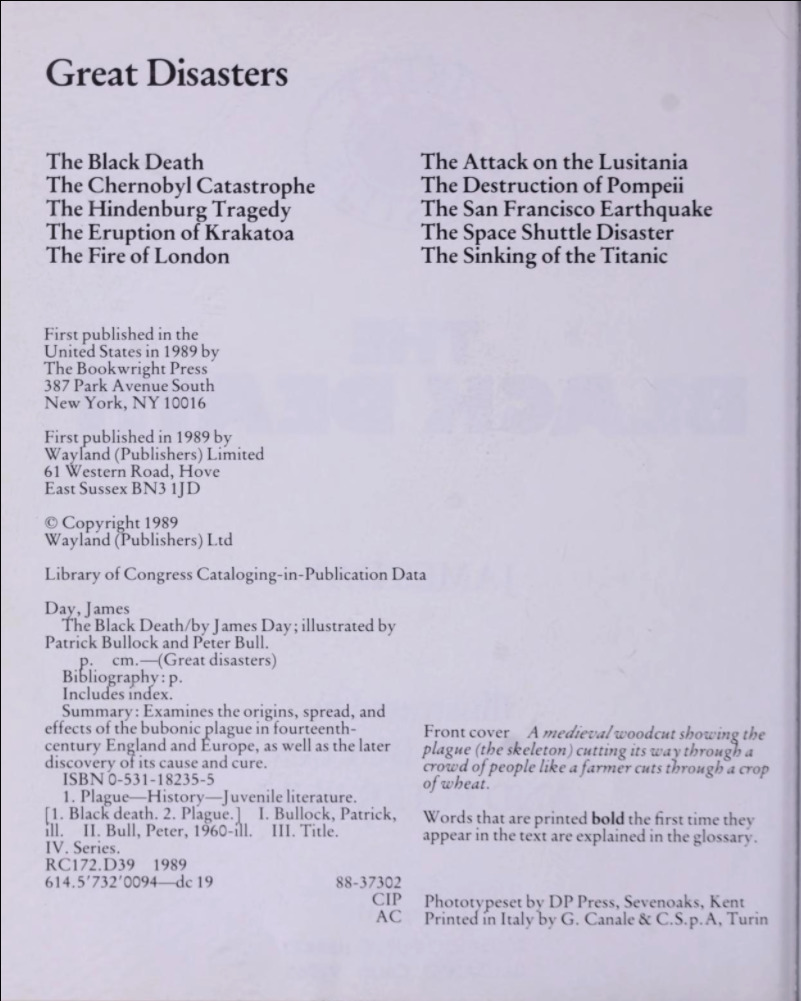 Great Disasters
The Black Death
The Chernobyl Catastrophe
The Hindenburg Tragedy
The Eruption of Krakatoa
The Fire of London
The Attack on the Lusitania
The Destruction of Pompeii
The San Francisco Earthquake
The Space Shuttle Disaster
The Sinking of the Titanic
First published in the
United States in 1989 by
The Bookwright Press
387 Park Avenue South
New York, NY 10016
First published in 1989 by
Wayland (Publishers) Limited
61 Western Road, Hove
East Sussex BN3 1JD
© Copyright 1989
Wayland (Publishers) Ltd
Library of Congress Cataloging-in-Publication Data
Day, James
The Black Death/by James Day; illustrated by
Patrick Bullock and Peter Bull.
p. cm.—(Great disasters)
Bibliography: p.
Includes index.
Summary: Examines the origins, spread, and
effects of the bubonic plague in fourteenth-
century England and Europe, as well as the later
discovery of its cause and cure.
ISBN 0-531-18235-5
1. Plague—History—Juvenile literature.
[1. Black death. 2. Plague.] I. Bullock, Patrick,
ill. II. Bull, Peter, 1960-ill. III. Title.
IV. Series.
RC172.D39 1989
614.5'732'0094—dc 19 88-37302
CIP
AC
Front cover A medieval woodcut showing the
plague (the skeleton) cutting its way through a
crowd of people like a farmer cuts through a crop
of wheat.
Words that are printed bold the first time they
appear in the text are explained in the glossary.
Phototypeset by DP Press, Sevenoaks, Kent
Printed in Italy by G. Canale & C.S.p.A, Turin